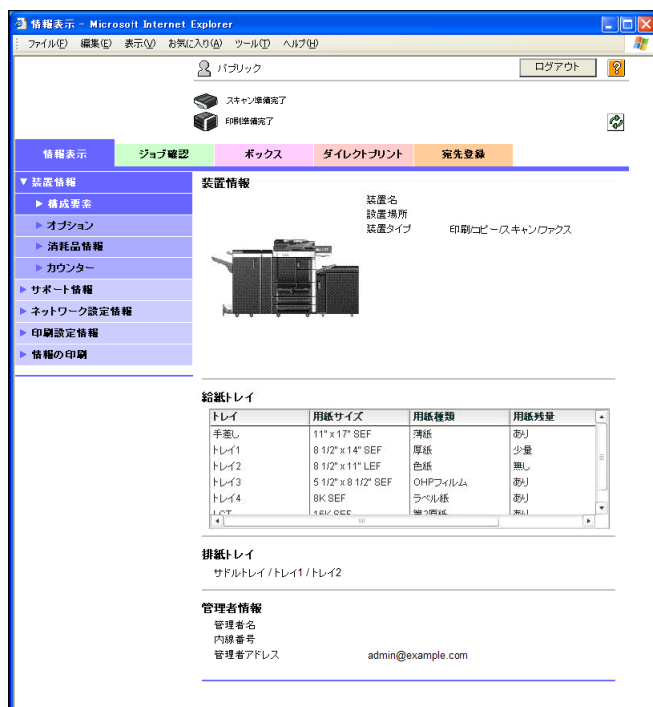 情報表示 - Microsoft Internet Explorer
ファイル(F) 編集(E) 表示(V) お気に入り(A) ツール(T) ヘルプ(H)
パブリック ログアウト ?
スキャン準備完了
印刷準備完了
情報表示 ジョブ確認 ボックス ダイレクトプリント 宛先登録
▼装置情報
▶構成要素
▶オプション
▶消耗品情報
▶カウンター
▶サポート情報
▶ネットワーク設定情報
▶印刷設定情報
▶情報の印刷
装置情報
装置名
設置場所
装置タイプ 印刷/コピー/スキャン/ファクス
給紙トレイ
トレイ 用紙サイズ 用紙種類 用紙残量
手差し 11" x 17" SEF 薄紙 あり
トレイ1 8 1/2" x 14" SEF 厚紙 少量
トレイ2 8 1/2" x 11" LEF 色紙 無し
トレイ3 5 1/2" x 8 1/2" SEF OHPフィルム あり
トレイ4 8K SEF ラベル紙 あり
LCT 16K SEF 第2原紙 あり
排紙トレイ
サドルトレイ / トレイ1 / トレイ2
管理者情報
管理者名
内線番号
管理者アドレス admin@example.com